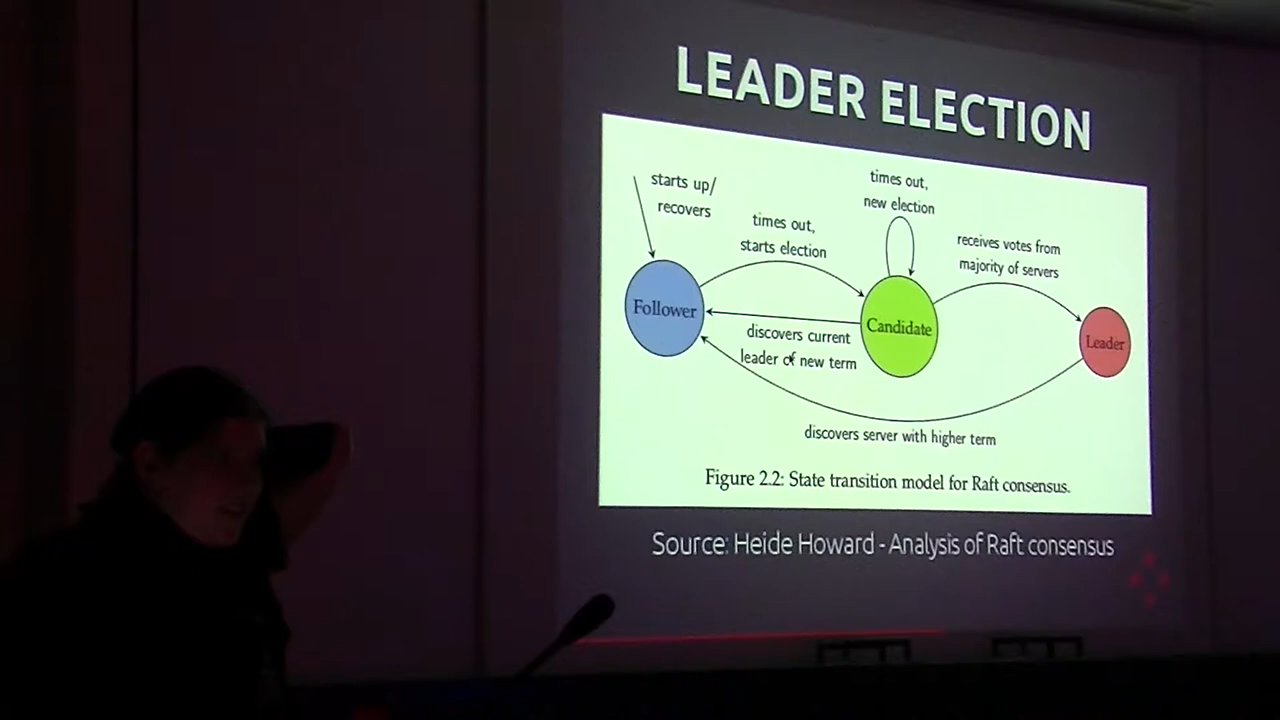 LEADER ELECTION
starts up/
recovers
times out,
starts election
times out,
new election
receives votes from
majority of servers
Follower
Candidate
Leader
discovers current
leader of new term
discovers server with higher term
Figure 2.2: State transition model for Raft consensus.
Source: Heide Howard - Analysis of Raft consensus